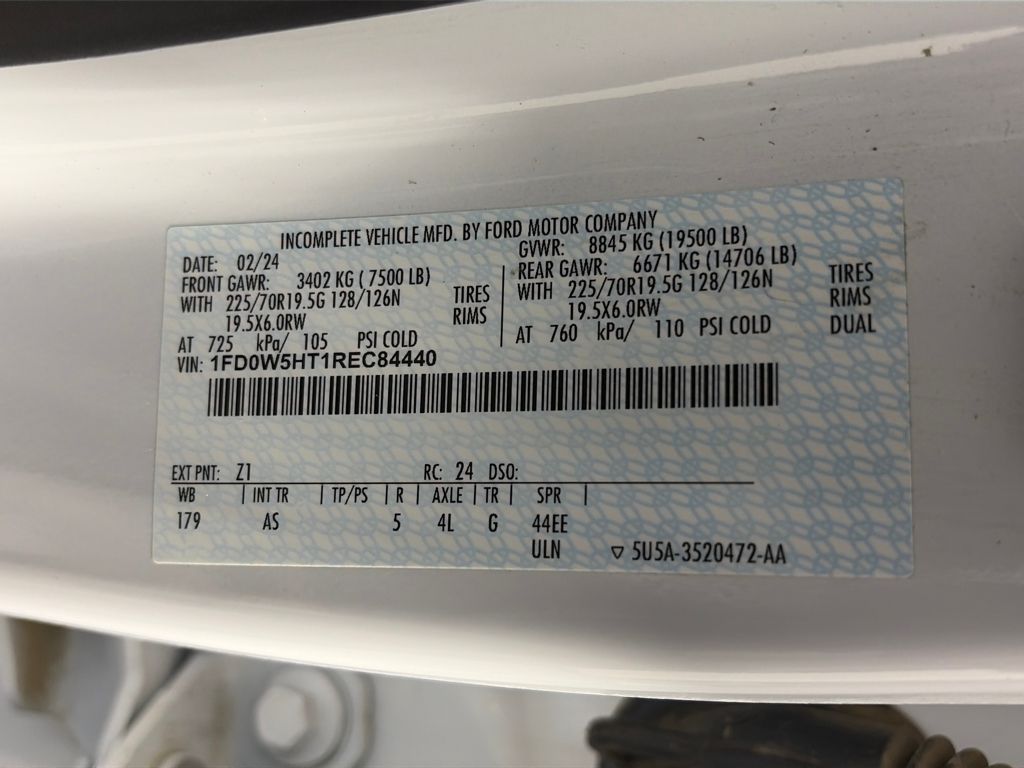 INCOMPLETE VEHICLE MFD. BY FORD MOTOR COMPANY
DATE: 02/24
FRONT GAWR: 3402 KG ( 7500 LB)
WITH 225/70R19.5G 128/126N TIRES
19.5X6.0RW RIMS
AT 725 kPa/ 105 PSI COLD
GVWR: 8845 KG (19500 LB)
REAR GAWR: 6671 KG (14706 LB)
WITH 225/70R19.5G 128/126N TIRES
19.5X6.0RW RIMS
AT 760 kPa/ 110 PSI COLD DUAL
VIN: 1FD0W5HT1REC84440
EXT PNT: Z1 RC: 24 DSO:
WB | INT TR | TP/PS | R | AXLE | TR | SPR |
179 AS 5 4L G 44EE
ULN ▽ 5U5A-3520472-AA